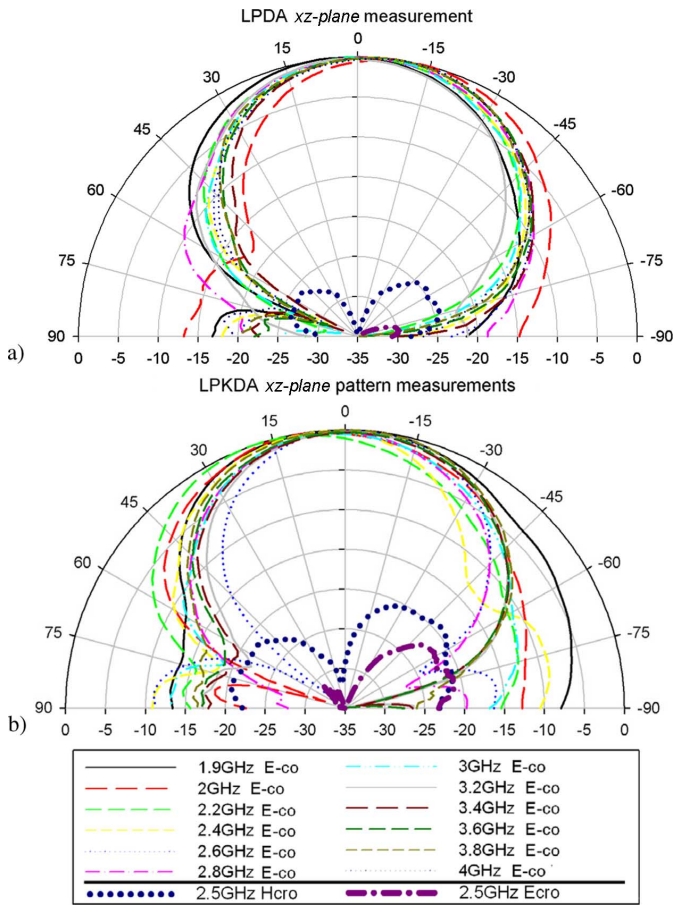 LPDA xz-plane measurement
0
15 -15
30 -30
45 -45
60 -60
75 -75
90 -90
a)
0 -5 -10 -15 -20 -25 -30 -35 -30 -25 -20 -15 -10 -5 0
LPKDA xz-plane pattern measurements
0
15 -15
30 -30
45 -45
60 -60
75 -75
90 -90
b)
0 -5 -10 -15 -20 -25 -30 -35 -30 -25 -20 -15 -10 -5 0
1.9GHz E-co 3GHz E-co
2GHz E-co 3.2GHz E-co
2.2GHz E-co 3.4GHz E-co
2.4GHz E-co 3.6GHz E-co
2.6GHz E-co 3.8GHz E-co
2.8GHz E-co 4GHz E-co
2.5GHz Hcro 2.5GHz Ecro